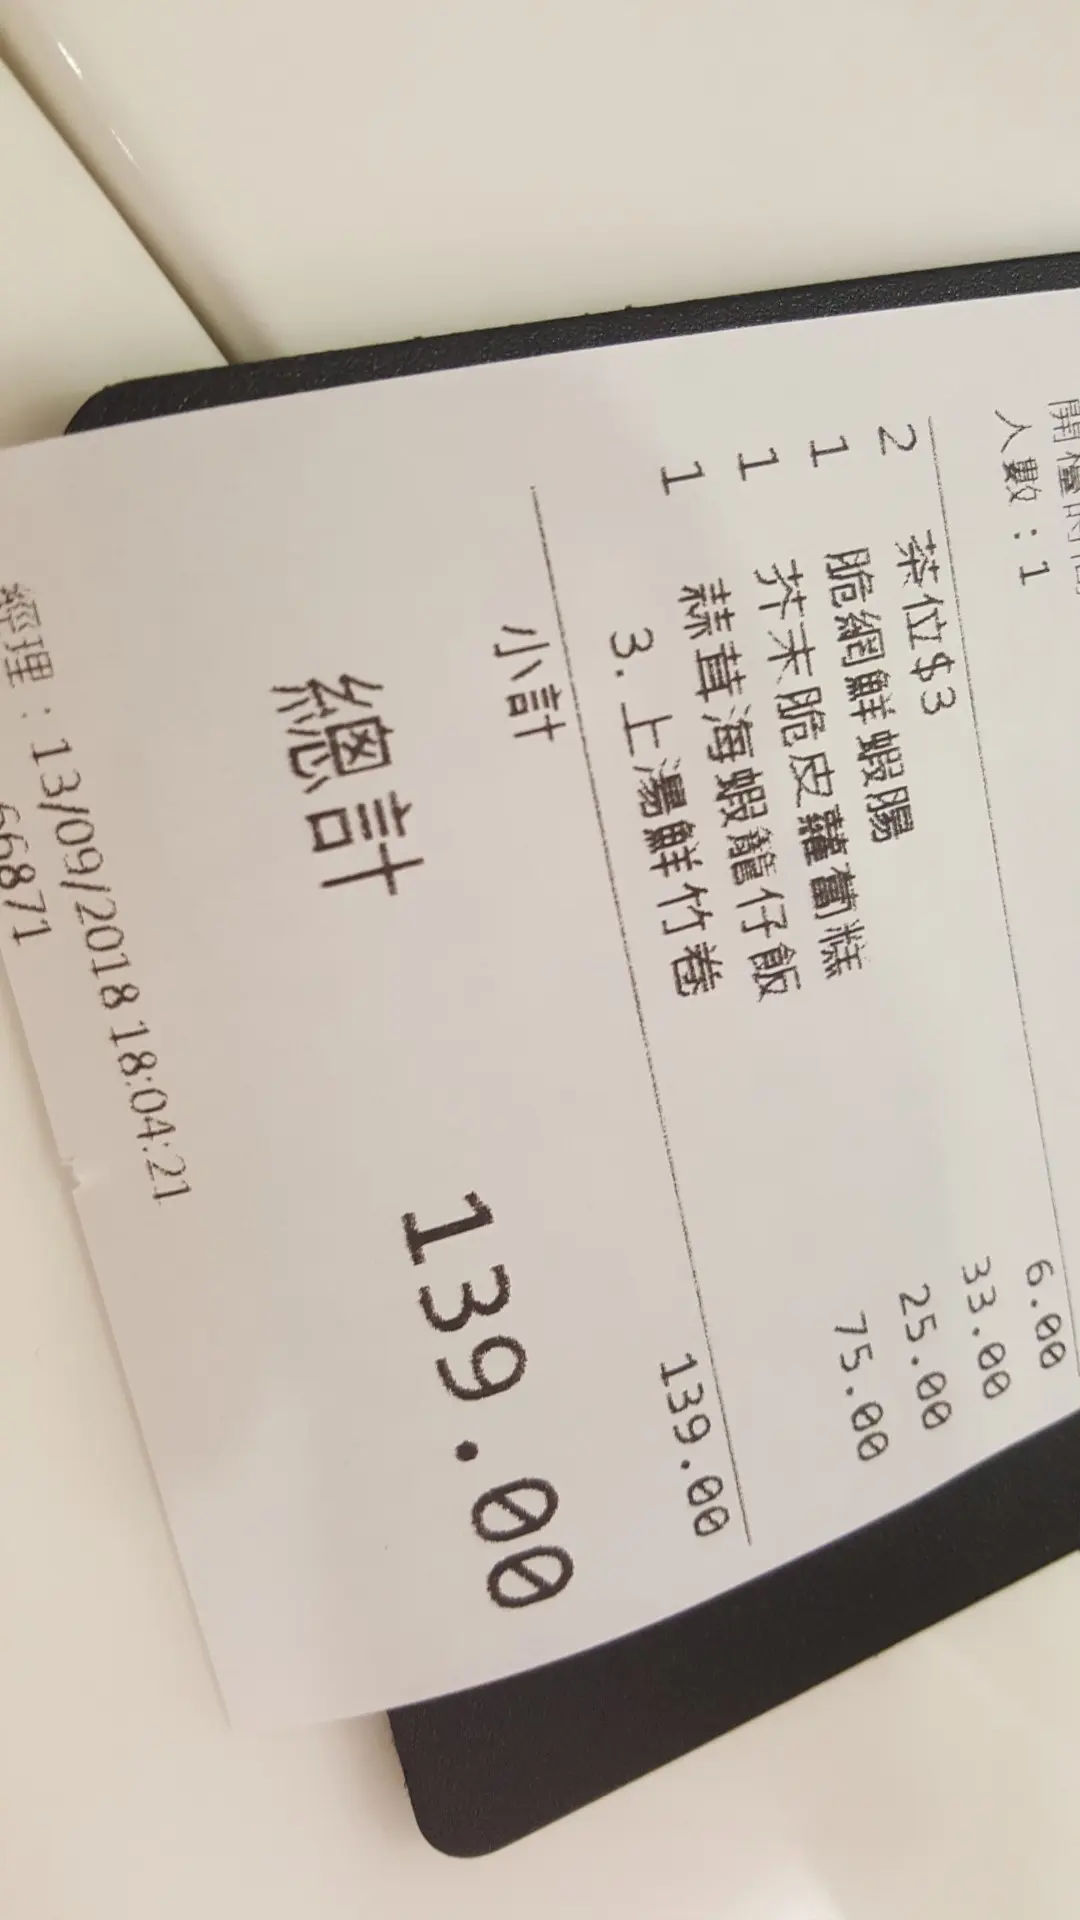 人數：1
2 茶位$3 6.00
1 脆網鮮蝦腸 33.00
1 芥末脆皮蘿蔔糕 25.00
1 蒜茸海蝦籠仔飯 75.00
3.上湯鮮竹卷
小計 139.00
總計 139.00
經理：13/09/2018 18:04:21
66871